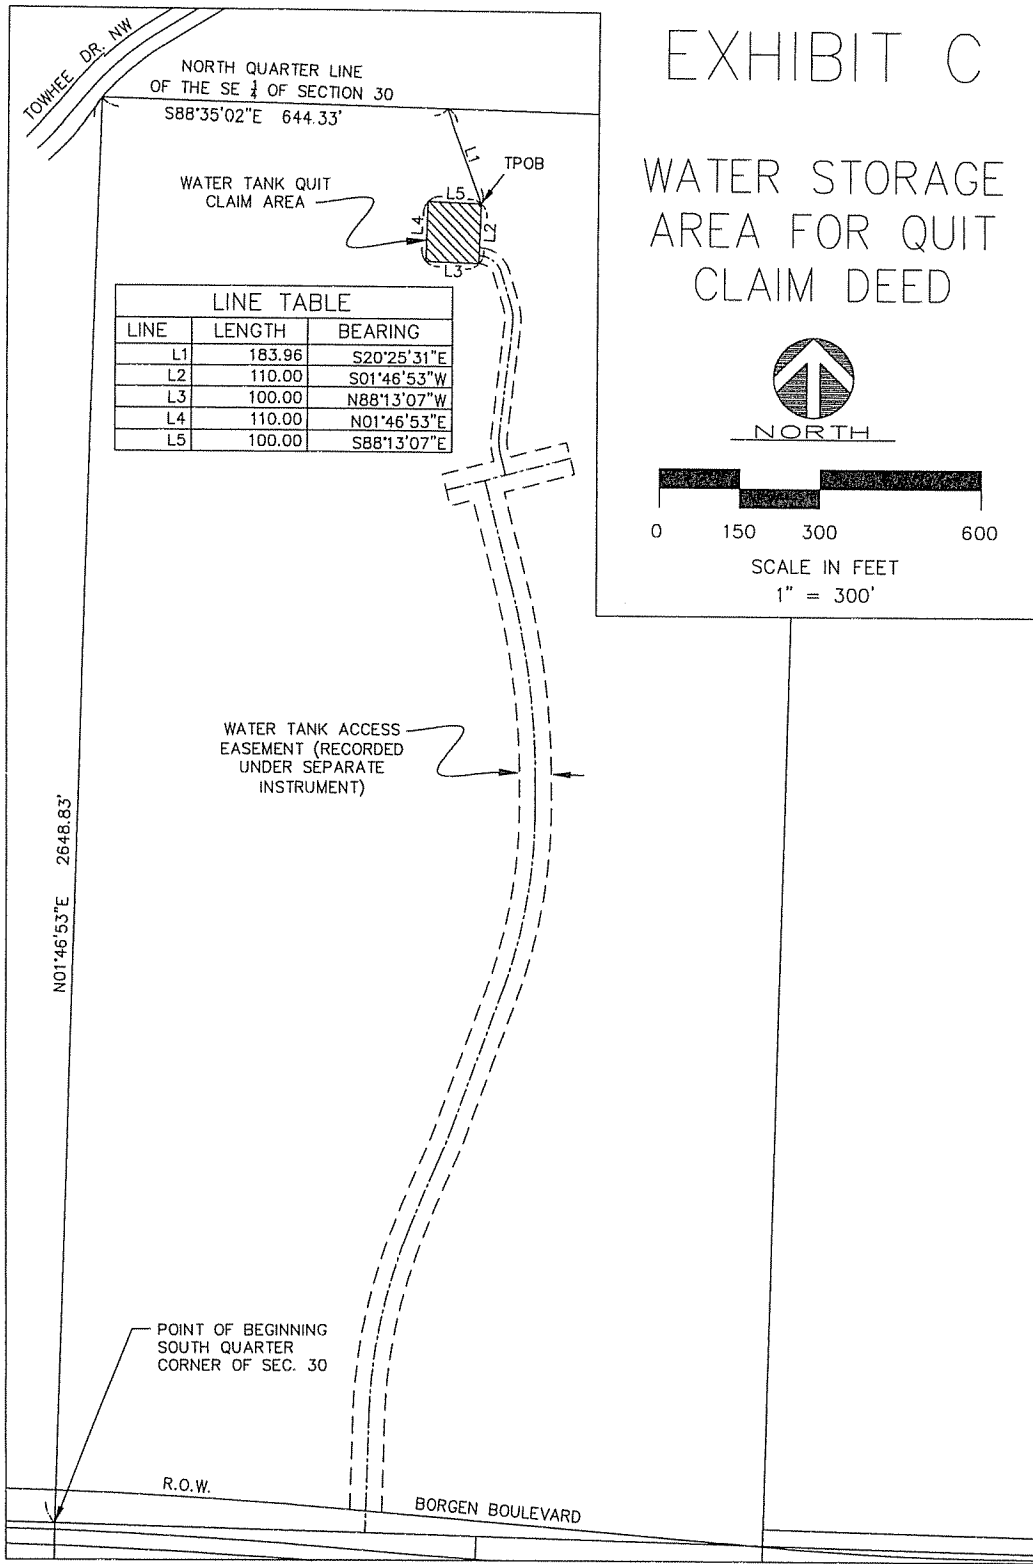 EXHIBIT C
WATER STORAGE
AREA FOR QUIT
CLAIM DEED
NORTH
0 150 300 600
SCALE IN FEET
1" = 300'
TOWHEE DR. NW
NORTH QUARTER LINE
OF THE SE 1/4 OF SECTION 30
S88°35'02"E 644.33'
L1
TPOB
WATER TANK QUIT
CLAIM AREA
L5
L4
L2
L3
LINE TABLE
LINE LENGTH BEARING
L1 183.96 S20°25'31"E
L2 110.00 S01°46'53"W
L3 100.00 N88°13'07"W
L4 110.00 N01°46'53"E
L5 100.00 S88°13'07"E
WATER TANK ACCESS
EASEMENT (RECORDED
UNDER SEPARATE
INSTRUMENT)
N01°46'53"E 2648.83'
POINT OF BEGINNING
SOUTH QUARTER
CORNER OF SEC. 30
R.O.W.
BORGEN BOULEVARD